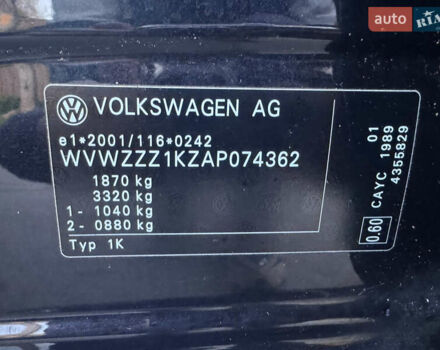 1989
RIA
VOLKSWAGEN AG
e1*2001/116*0242
WVWZZZ1KZAP074362
1870 kg
3320 kg
1 - 1040 kg
2 - 0880 kg
Typ 1K
01
CAYC 1989
4355829
0.60